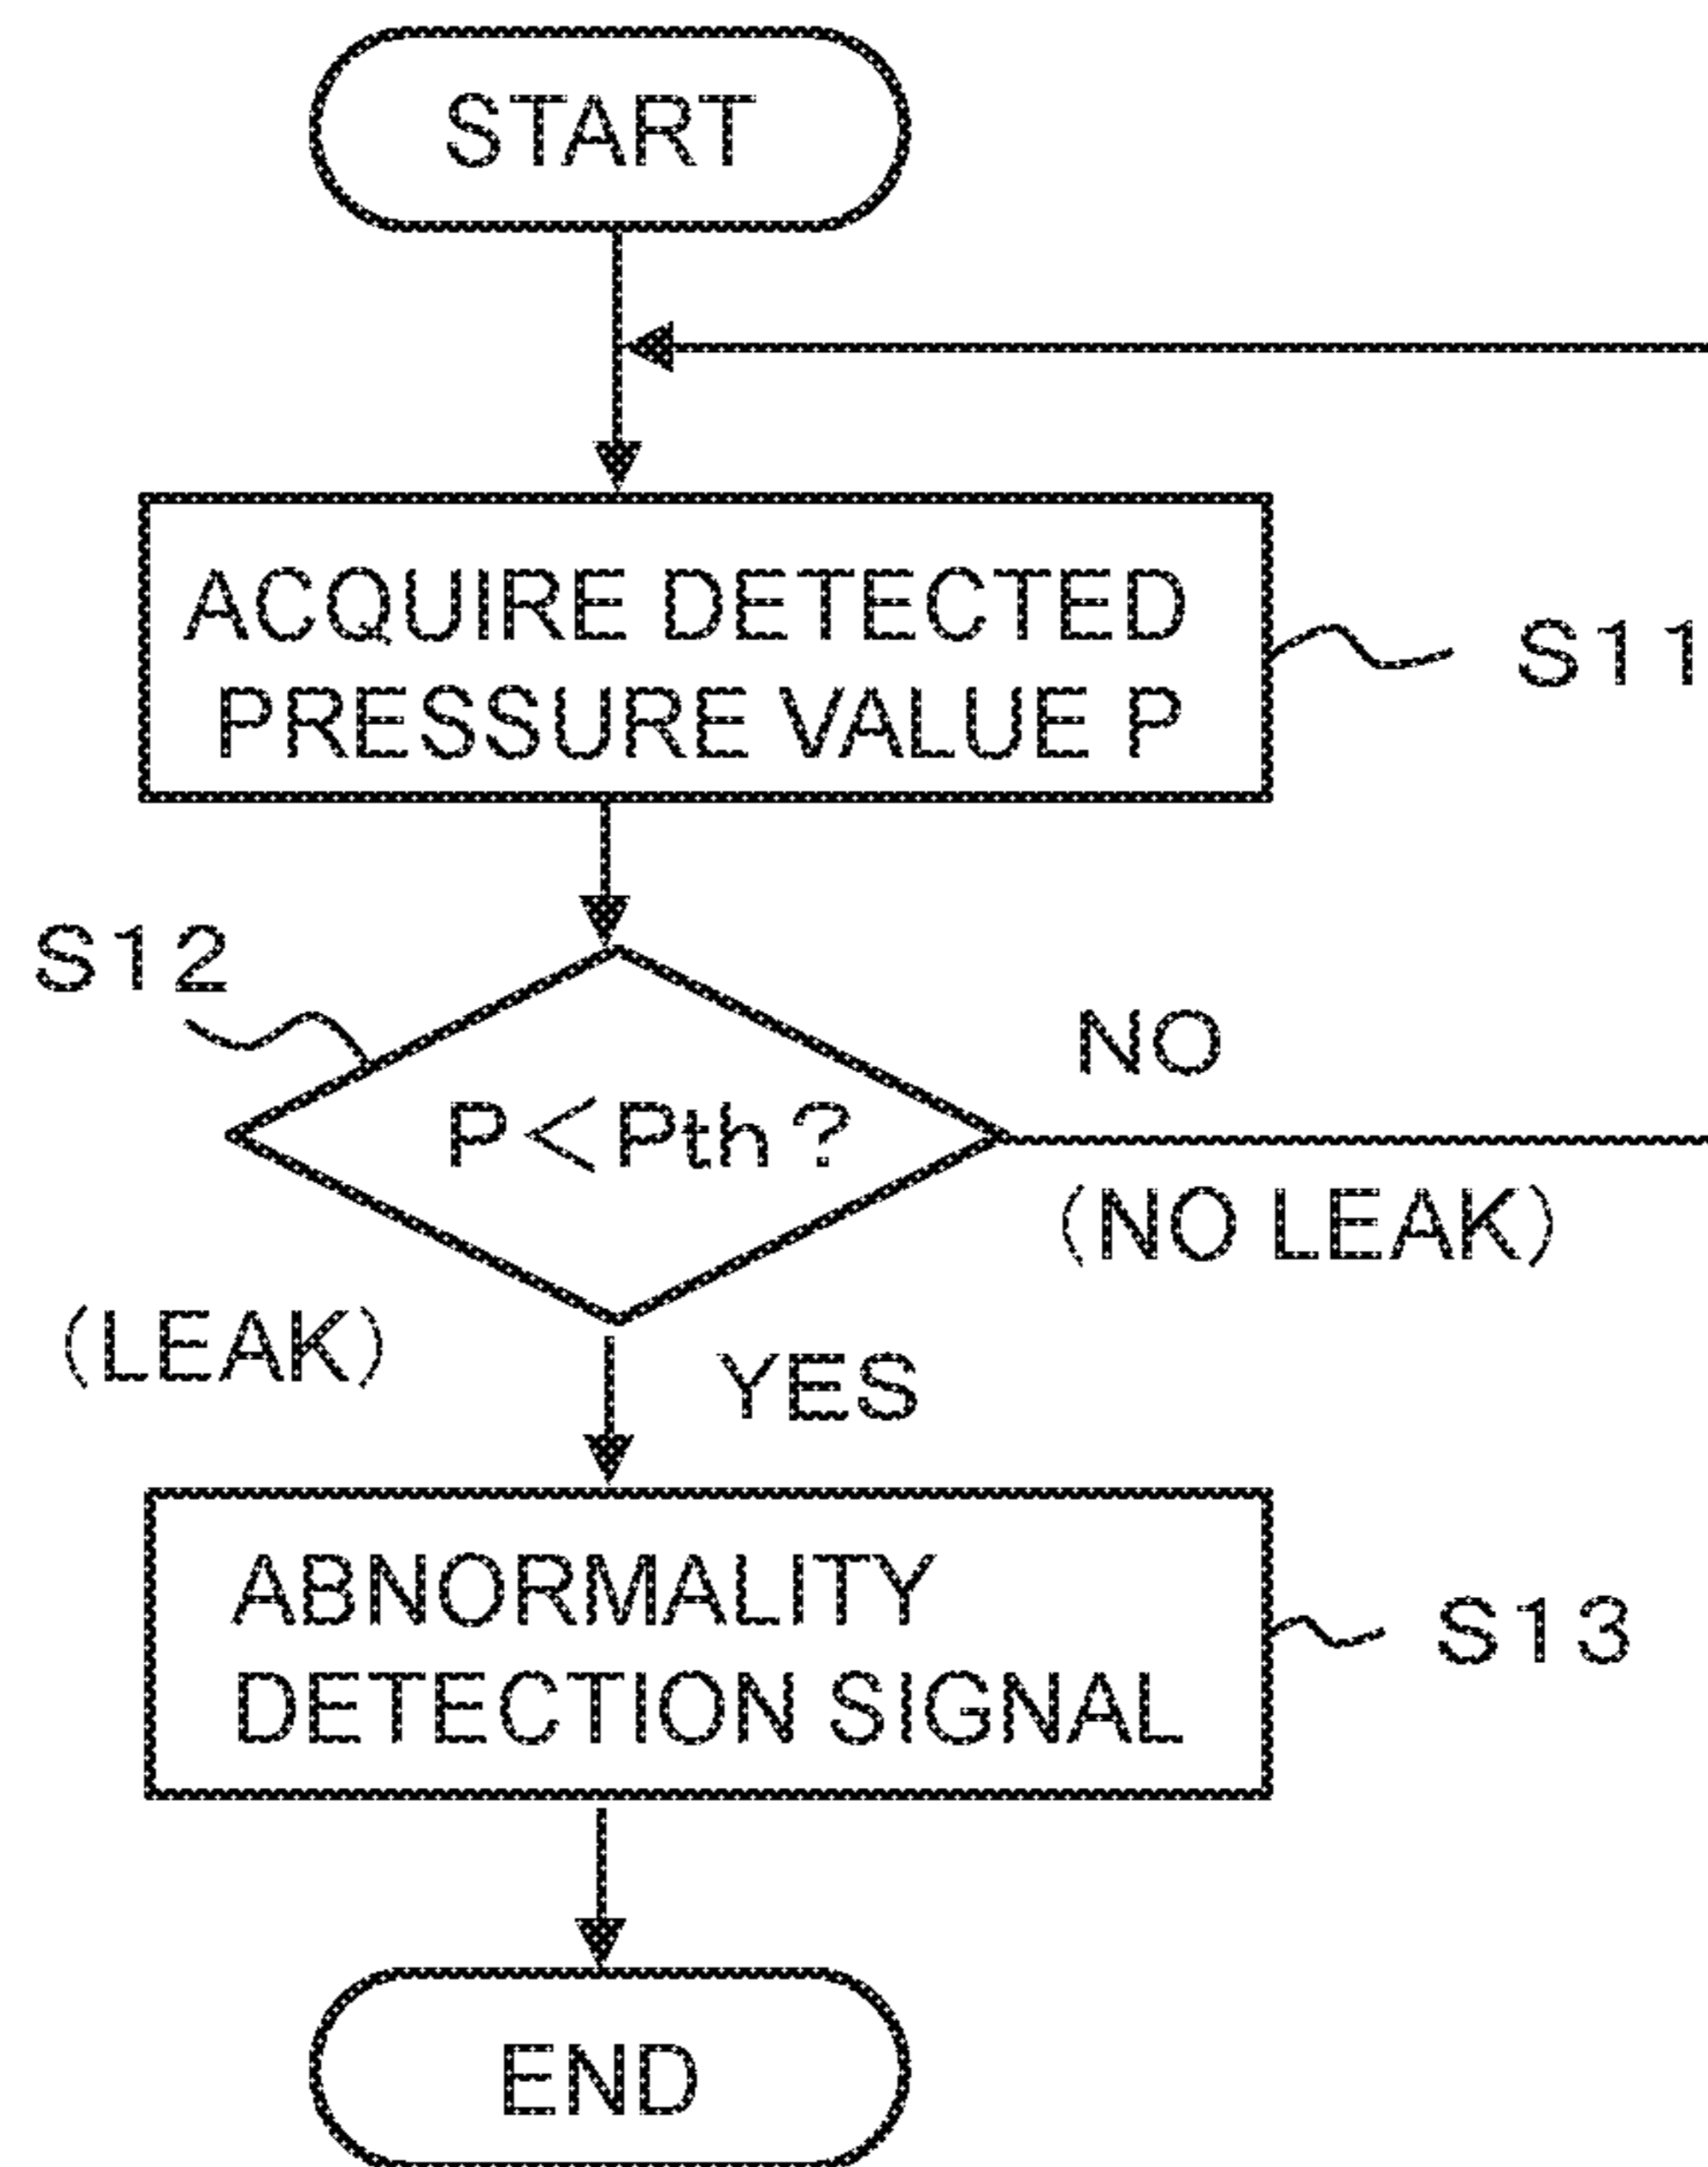 START
ACQUIRE DETECTED
PRESSURE VALUE P
S11
S12
P<Pth?
NO
(NO LEAK)
(LEAK)
YES
ABNORMALITY
DETECTION SIGNAL
S13
END